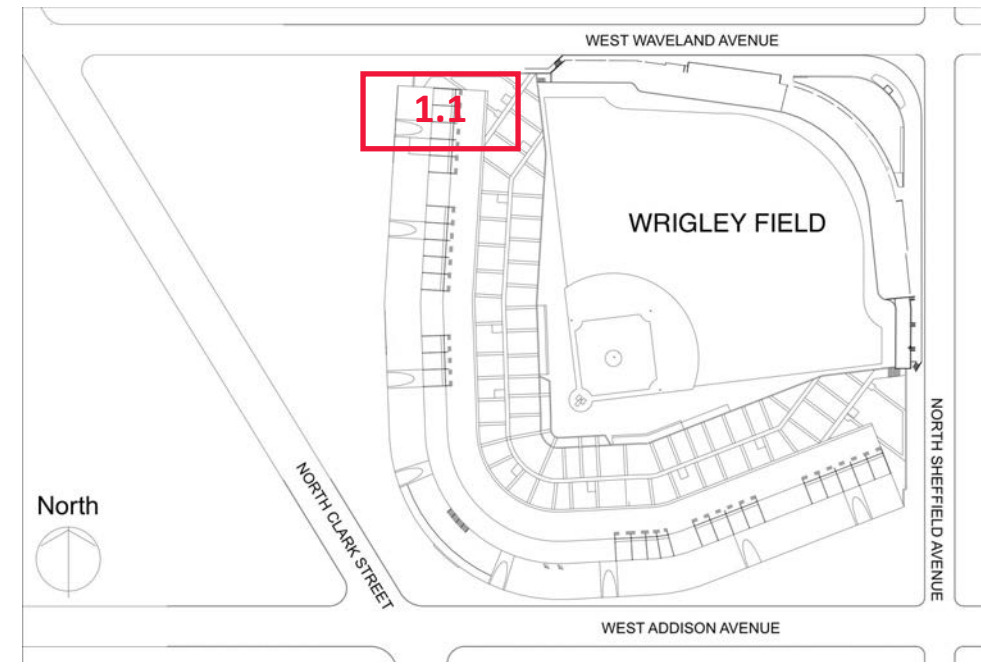 WEST WAVELAND AVENUE
1.1
WRIGLEY FIELD
NORTH CLARK STREET
NORTH SHEFFIELD AVENUE
North
WEST ADDISON AVENUE